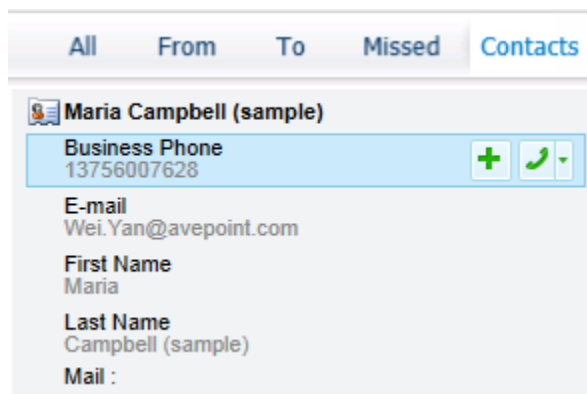 All From To Missed Contacts
Maria Campbell (sample)
Business Phone
13756007628
E-mail
Wei.Yan@avepoint.com
First Name
Maria
Last Name
Campbell (sample)
Mail :